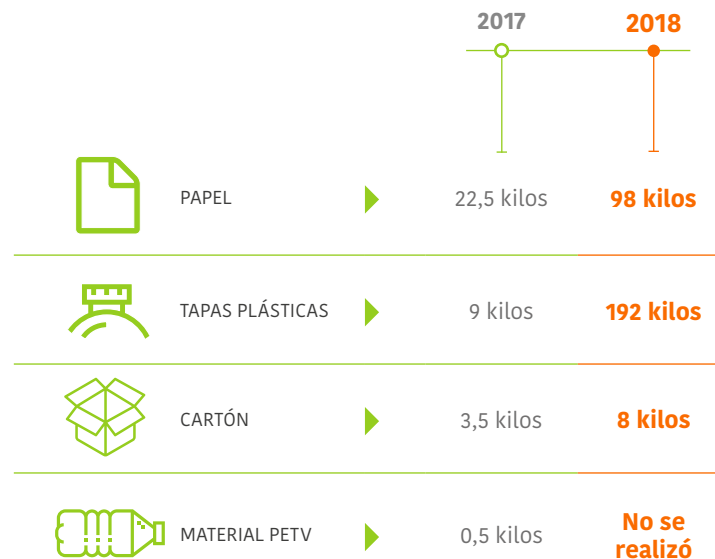 2017 2018
PAPEL 22,5 kilos 98 kilos
TAPAS PLÁSTICAS 9 kilos 192 kilos
CARTÓN 3,5 kilos 8 kilos
MATERIAL PETV 0,5 kilos No se
realizó